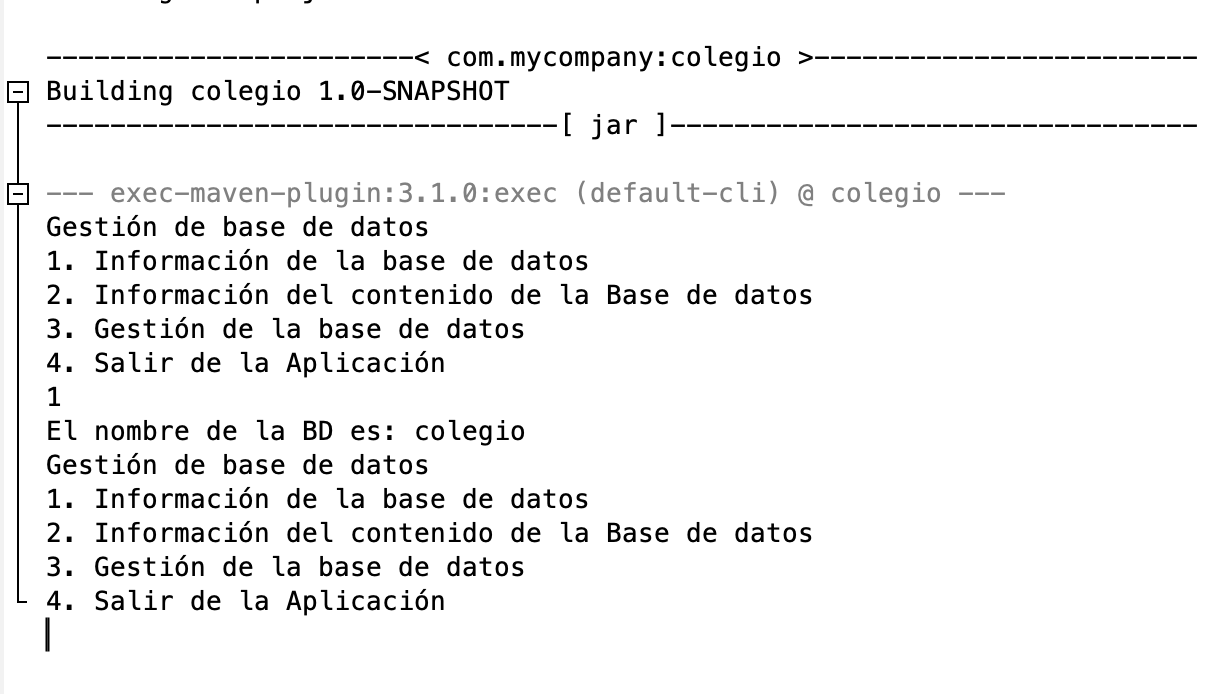 ------------------------< com.mycompany:colegio >------------------------
Building colegio 1.0-SNAPSHOT
--------------------------------[ jar ]---------------------------------
--- exec-maven-plugin:3.1.0:exec (default-cli) @ colegio ---
Gestión de base de datos
1. Información de la base de datos
2. Información del contenido de la Base de datos
3. Gestión de la base de datos
4. Salir de la Aplicación
1
El nombre de la BD es: colegio
Gestión de base de datos
1. Información de la base de datos
2. Información del contenido de la Base de datos
3. Gestión de la base de datos
4. Salir de la Aplicación